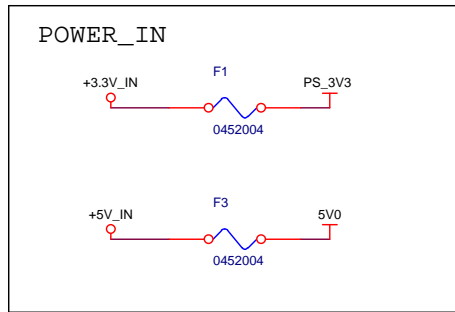 POWER_IN
F1
+3.3V_IN
PS_3V3
0452004
F3
+5V_IN
5V0
0452004